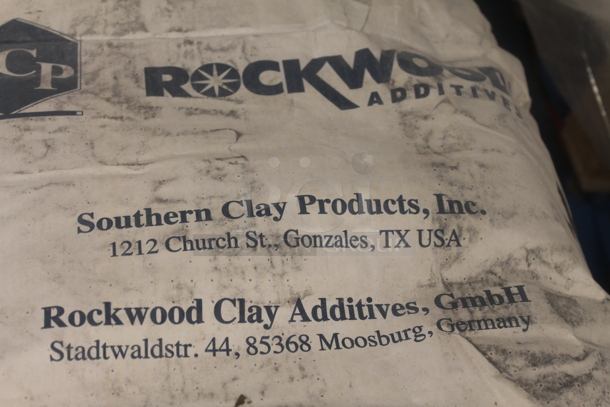 CP
ROCKWOOD
ADDITIVES
Southern Clay Products, Inc.
1212 Church St., Gonzales, TX USA
Rockwood Clay Additives, GmbH
Stadtwaldstr. 44, 85368 Moosburg, Germany